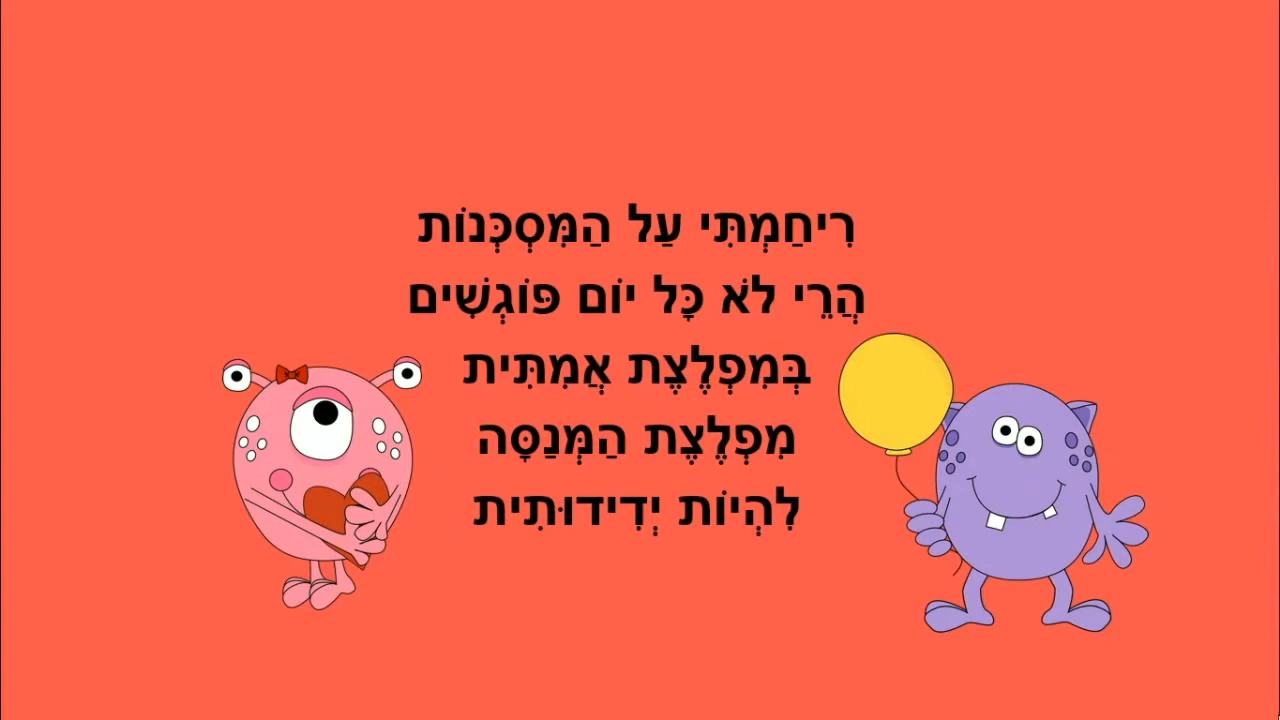 רִיחַמְתִּי עַל הַמִּסְכְּנוֹת
הֲרֵי לֹא כָּל יוֹם פּוֹגְשִׁים
בְּמִפְלֶצֶת אֲמִתִּית
מִפְלֶצֶת הַמְּנַסָּה
לִהְיוֹת יְדִידוּתִית